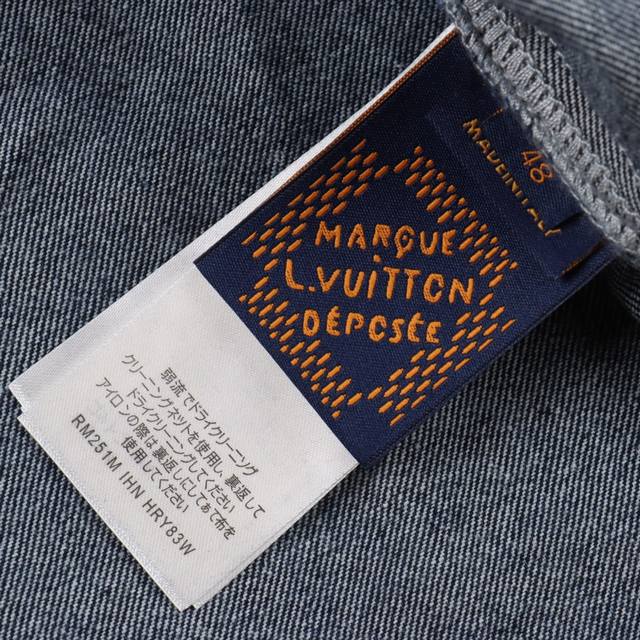 MADE IN ITALY
48
MARQUE
L.VUITTON
DÉPOSÉE
弱流でドライクリーニング
クリーニングネットを使用し、裏返して
ドライクリーニングしてください
アイロンの際は裏返しにしてあて布を
使用してください
RM251M IHN HRY83W